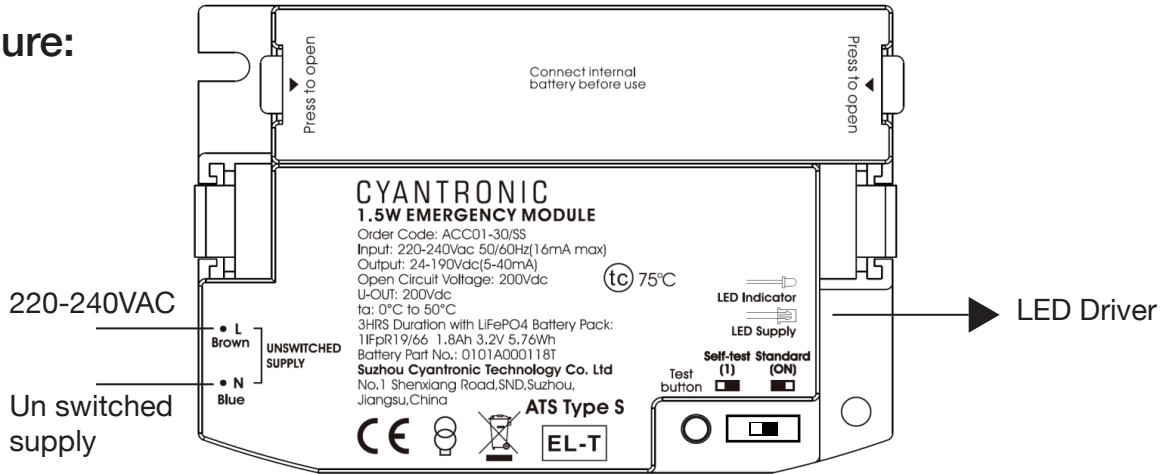 ure:
Press to open
Connect internal
battery before use
Press to open
CYANTRONIC
1.5W EMERGENCY MODULE
Order Code: ACC01-30/SS
Input: 220-240Vac 50/60Hz(16mA max)
Output: 24-190Vdc(5-40mA)
Open Circuit Voltage: 200Vdc
U-OUT: 200Vdc
ta: 0°C to 50°C
3HRS Duration with LiFePO4 Battery Pack:
1IFpR19/66 1.8Ah 3.2V 5.76Wh
Battery Part No.: 0101A000118T
Suzhou Cyantronic Technology Co. Ltd
No.1 Shenxiang Road,SND,Suzhou,
Jiangsu,China
ATS Type S
CE
EL-T
tc 75°C
LED Indicator
LED Supply
Self-test Standard
(1) (ON)
Test
button
220-240VAC
L
Brown
UNSWITCHED
SUPPLY
N
Blue
Un switched
supply
LED Driver